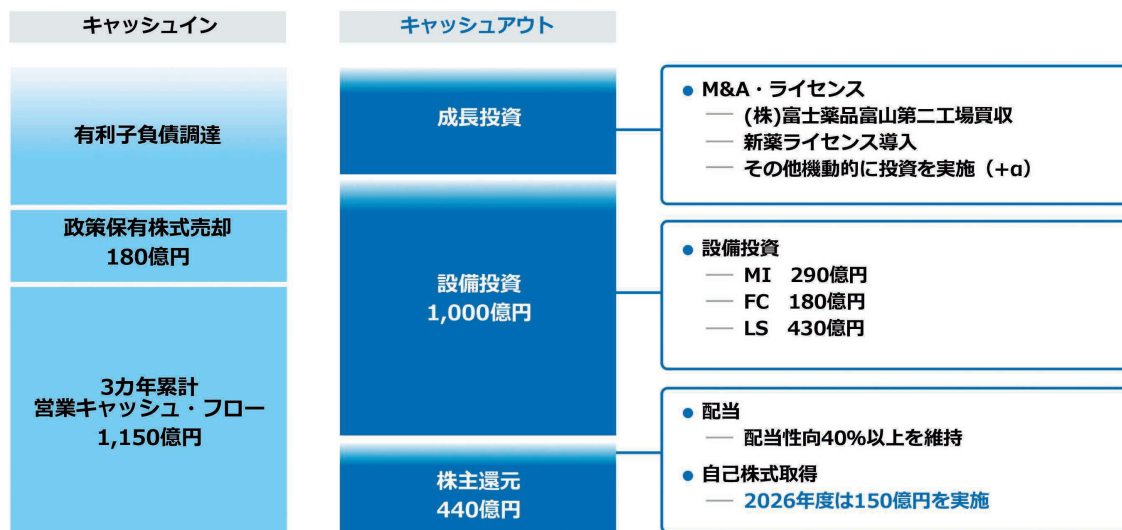 キャッシュイン
有利子負債調達
政策保有株式売却
180億円
3カ年累計
営業キャッシュ・フロー
1,150億円
キャッシュアウト
成長投資
設備投資
1,000億円
株主還元
440億円
● M&A・ライセンス
― (株)富士薬品富山第二工場買収
― 新薬ライセンス導入
― その他機動的に投資を実施（+α）
● 設備投資
― MI 290億円
― FC 180億円
― LS 430億円
● 配当
― 配当性向40%以上を維持
● 自己株式取得
― 2026年度は150億円を実施